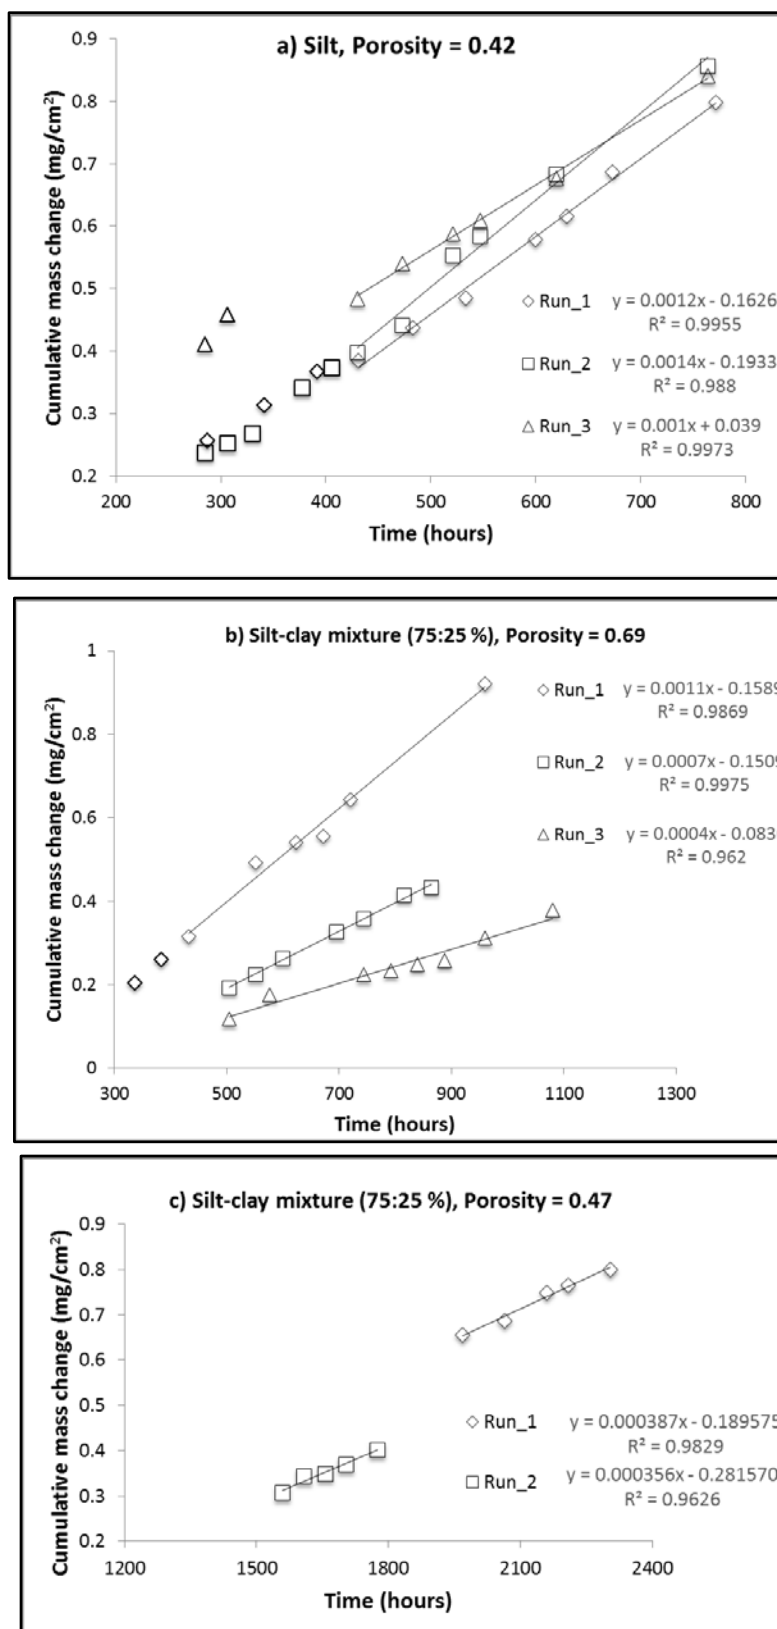 a) Silt, Porosity = 0.42
Cumulative mass change (mg/cm²)
0.9
0.8
0.7
0.6
0.5
0.4
0.3
0.2
Run_1 y = 0.0012x - 0.1626
R² = 0.9955
Run_2 y = 0.0014x - 0.1933
R² = 0.988
Run_3 y = 0.001x + 0.039
R² = 0.9973
200 300 400 500 600 700 800
Time (hours)
b) Silt-clay mixture (75:25 %), Porosity = 0.69
Cumulative mass change (mg/cm²)
1
0.8
0.6
0.4
0.2
0
Run_1 y = 0.0011x - 0.1589
R² = 0.9869
Run_2 y = 0.0007x - 0.1509
R² = 0.9975
Run_3 y = 0.0004x - 0.083
R² = 0.962
300 500 700 900 1100 1300
Time (hours)
c) Silt-clay mixture (75:25 %), Porosity = 0.47
Cumulative mass change (mg/cm²)
0.9
0.8
0.7
0.6
0.5
0.4
0.3
0.2
Run_1 y = 0.000387x - 0.189575
R² = 0.9829
Run_2 y = 0.000356x - 0.281570
R² = 0.9626
1200 1500 1800 2100 2400
Time (hours)